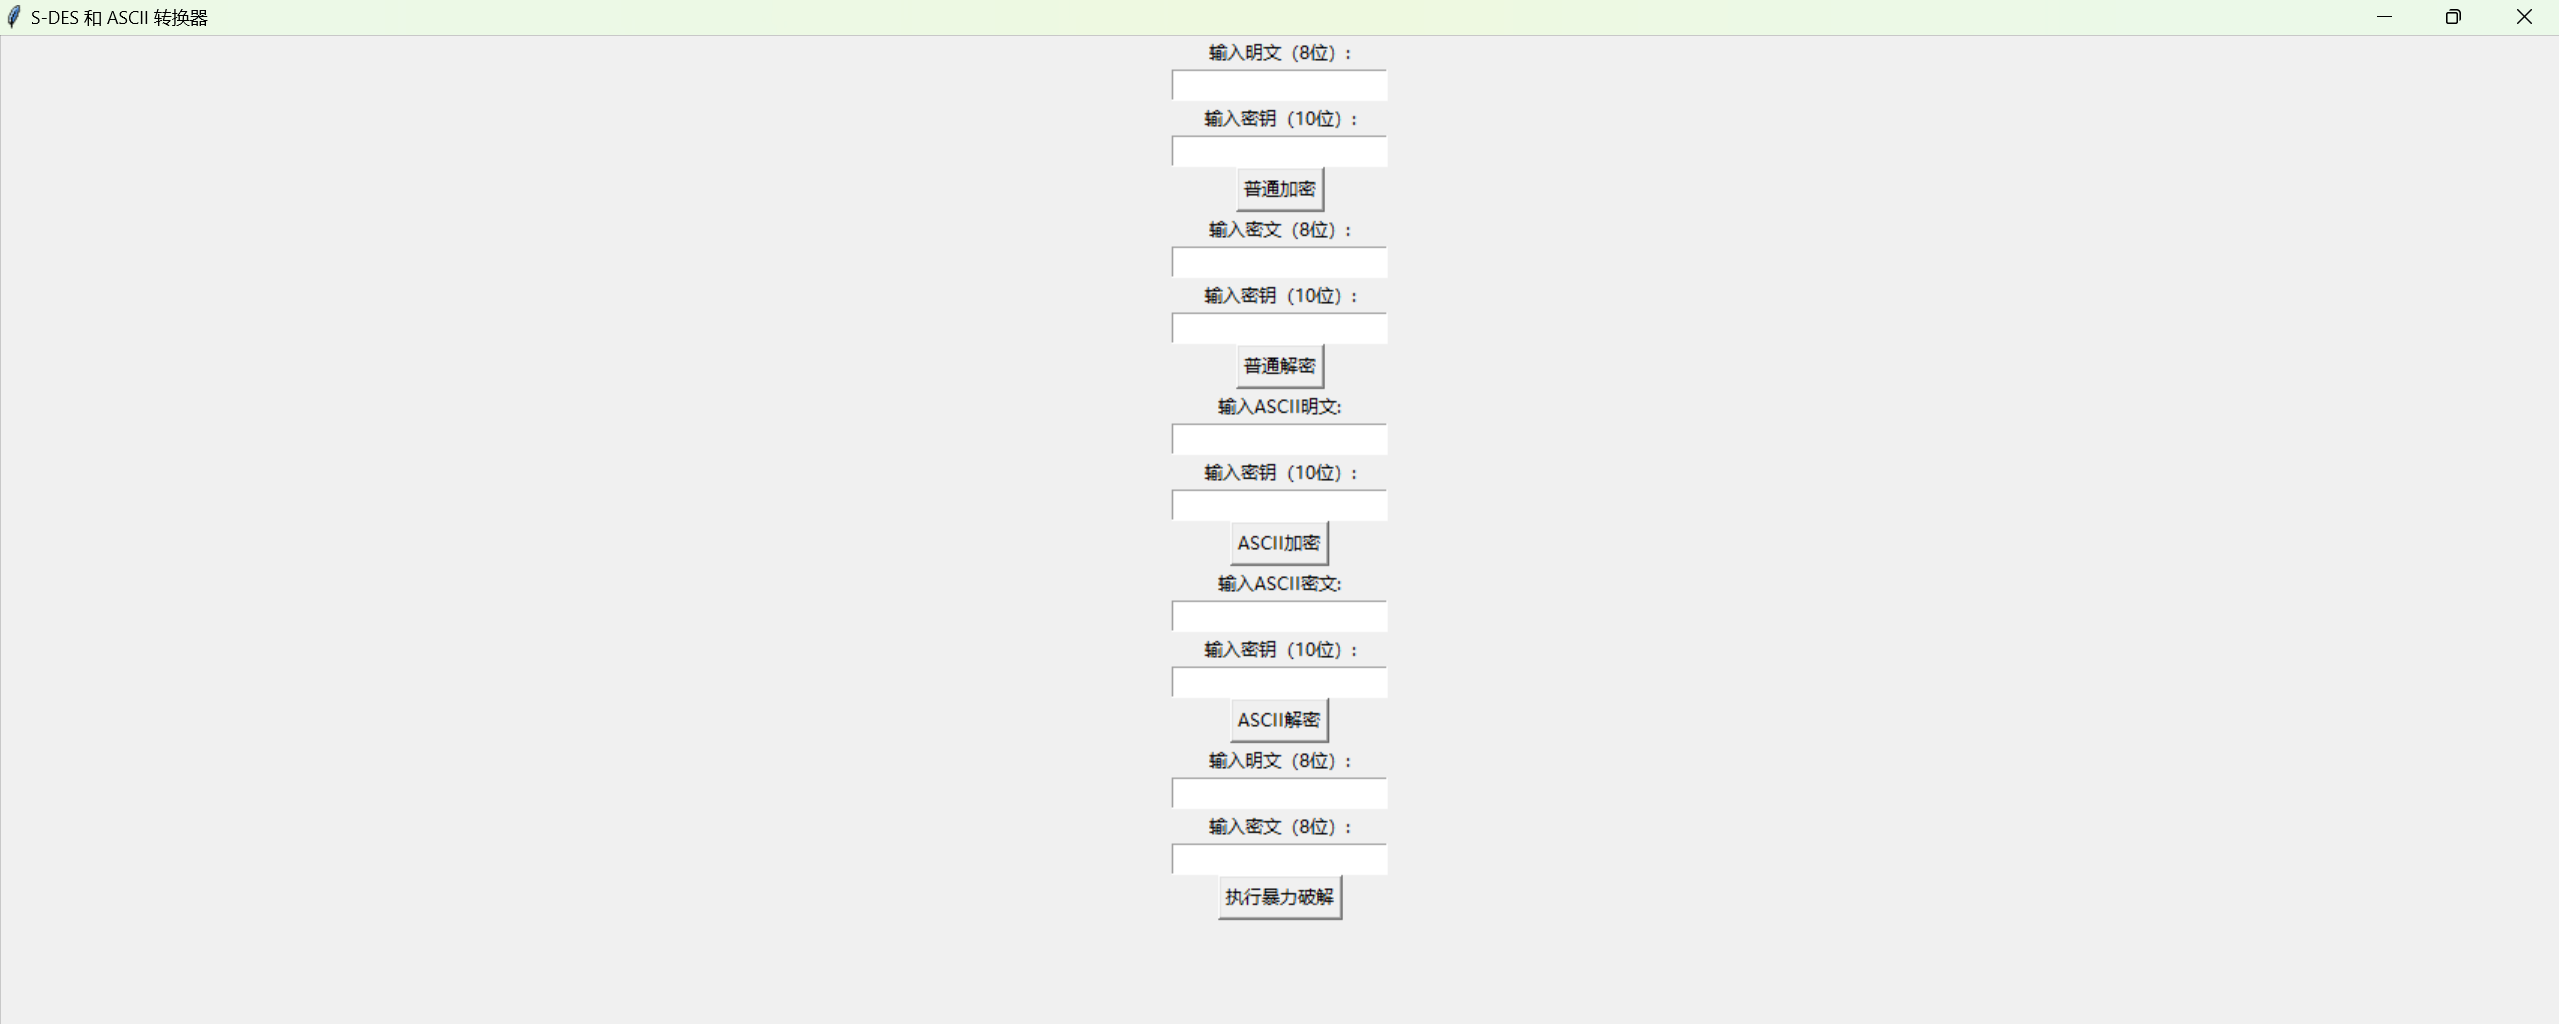 S-DES 和 ASCII 转换器
输入明文（8位）:
输入密钥（10位）:
普通加密
输入密文（8位）:
输入密钥（10位）:
普通解密
输入ASCII明文:
输入密钥（10位）:
ASCII加密
输入ASCII密文:
输入密钥（10位）:
ASCII解密
输入明文（8位）:
输入密文（8位）:
执行暴力破解